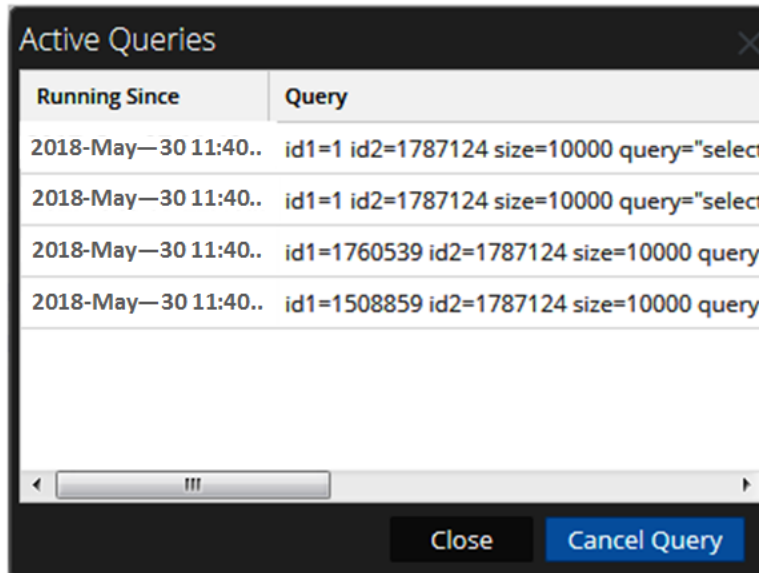 Active Queries
Running Since Query
2018-May—30 11:40.. id1=1 id2=1787124 size=10000 query="select
2018-May—30 11:40.. id1=1 id2=1787124 size=10000 query="select
2018-May—30 11:40.. id1=1760539 id2=1787124 size=10000 query
2018-May—30 11:40.. id1=1508859 id2=1787124 size=10000 query
Close Cancel Query